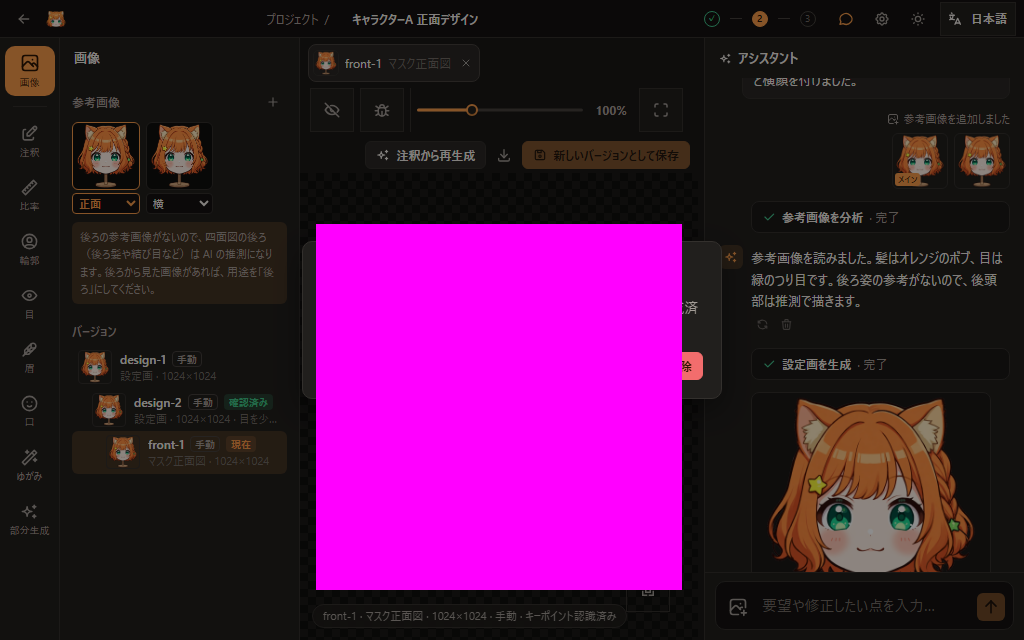 プロジェクト / キャラクターA 正面デザイン
2
3
日本語
画像
注釈
比率
輪郭
目
眉
口
ゆがみ
部分生成
画像
参考画像
正面
横
後ろの参考画像がないので、四面図の後ろ
（後ろ髪や結び目など）は AI の推測になり
ます。後ろから見た画像があれば、用途を「後
ろ」にしてください。
バージョン
design-1 手動
設定画 · 1024×1024
design-2 手動 確認済み
設定画 · 1024×1024 · 目を少...
front-1 手動 現在
マスク正面図 · 1024×1024
front-1 マスク正面図
100%
注釈から再生成
新しいバージョンとして保存
済
除
front-1 · マスク正面図 · 1024×1024 · 手動 · キーポイント認識済み
アシスタント
と横顔を付けました。
参考画像を追加しました
メイン
参考画像を分析 · 完了
参考画像を読みました。髪はオレンジのボブ、目は
緑のつり目です。後ろ姿の参考がないので、後頭
部は推測で描きます。
設定画を生成 · 完了
要望や修正したい点を入力...